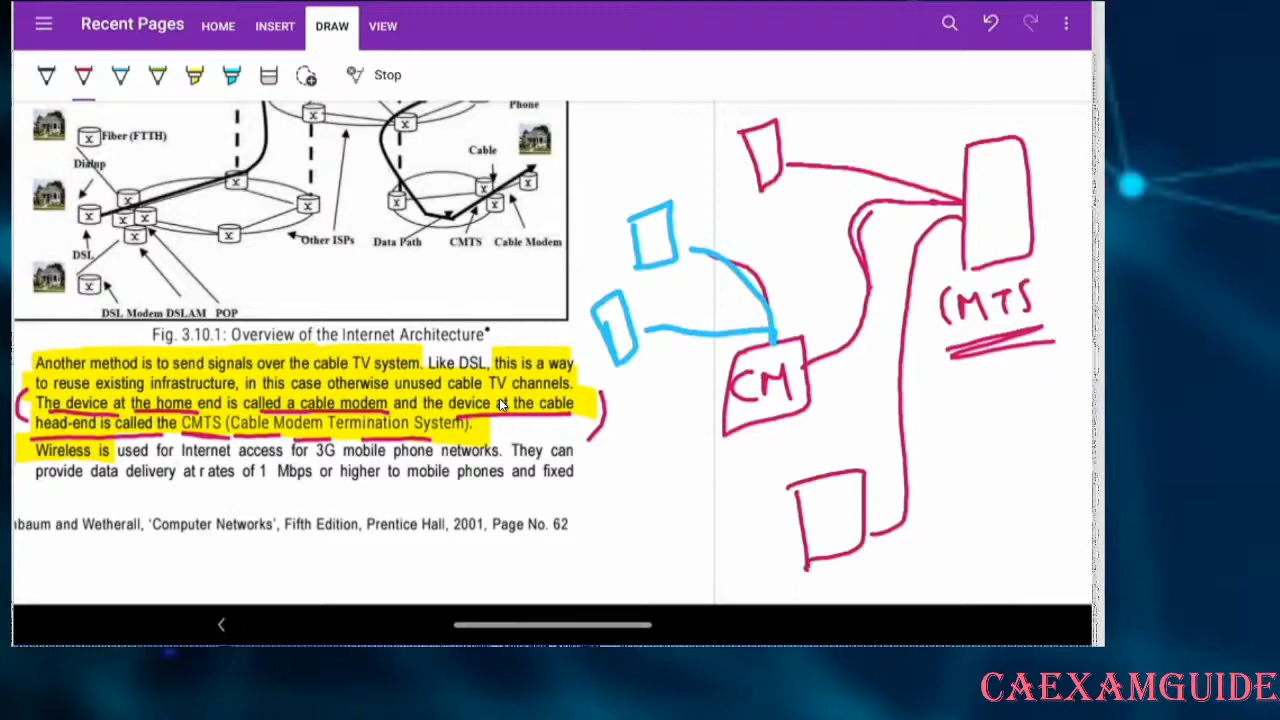 Recent Pages HOME INSERT DRAW VIEW
Stop
Phone
Fiber (FTTH)
Cable
Dialup
Other ISPs Data Path CMTS Cable Modem
DSL
DSL Modem DSLAM POP
Fig. 3.10.1: Overview of the Internet Architecture*
Another method is to send signals over the cable TV system. Like DSL, this is a way
to reuse existing infrastructure, in this case otherwise unused cable TV channels.
The device at the home end is called a cable modem and the device at the cable
head-end is called the CMTS (Cable Modem Termination System).
Wireless is used for Internet access for 3G mobile phone networks. They can
provide data delivery at rates of 1 Mbps or higher to mobile phones and fixed
nbaum and Wetherall, 'Computer Networks', Fifth Edition, Prentice Hall, 2001, Page No. 62
CMTS
CM
CAEXAMGUIDE